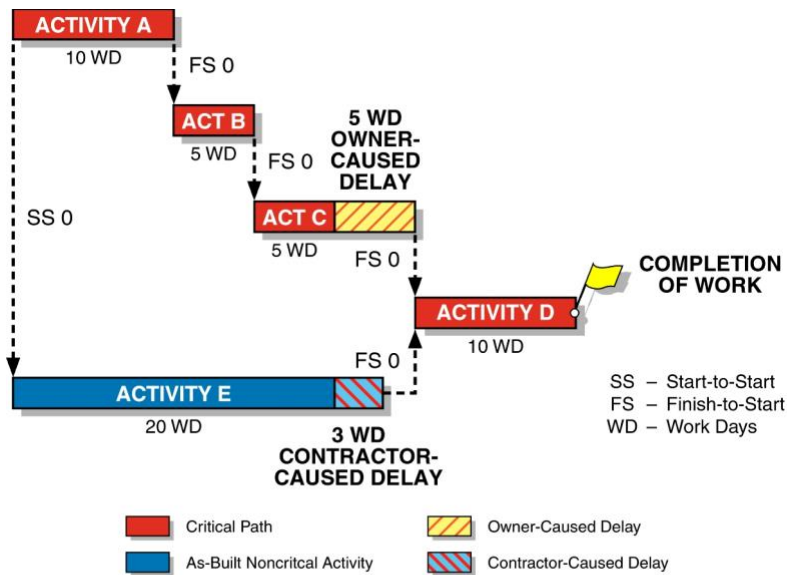 ACTIVITY A
10 WD
FS 0
ACT B
5 WD
FS 0
5 WD
OWNER-
CAUSED
DELAY
SS 0
ACT C
5 WD
FS 0
COMPLETION
OF WORK
ACTIVITY D
10 WD
FS 0
ACTIVITY E
20 WD
3 WD
CONTRACTOR-
CAUSED DELAY
SS – Start-to-Start
FS – Finish-to-Start
WD – Work Days
Critical Path
Owner-Caused Delay
As-Built Noncritcal Activity
Contractor-Caused Delay